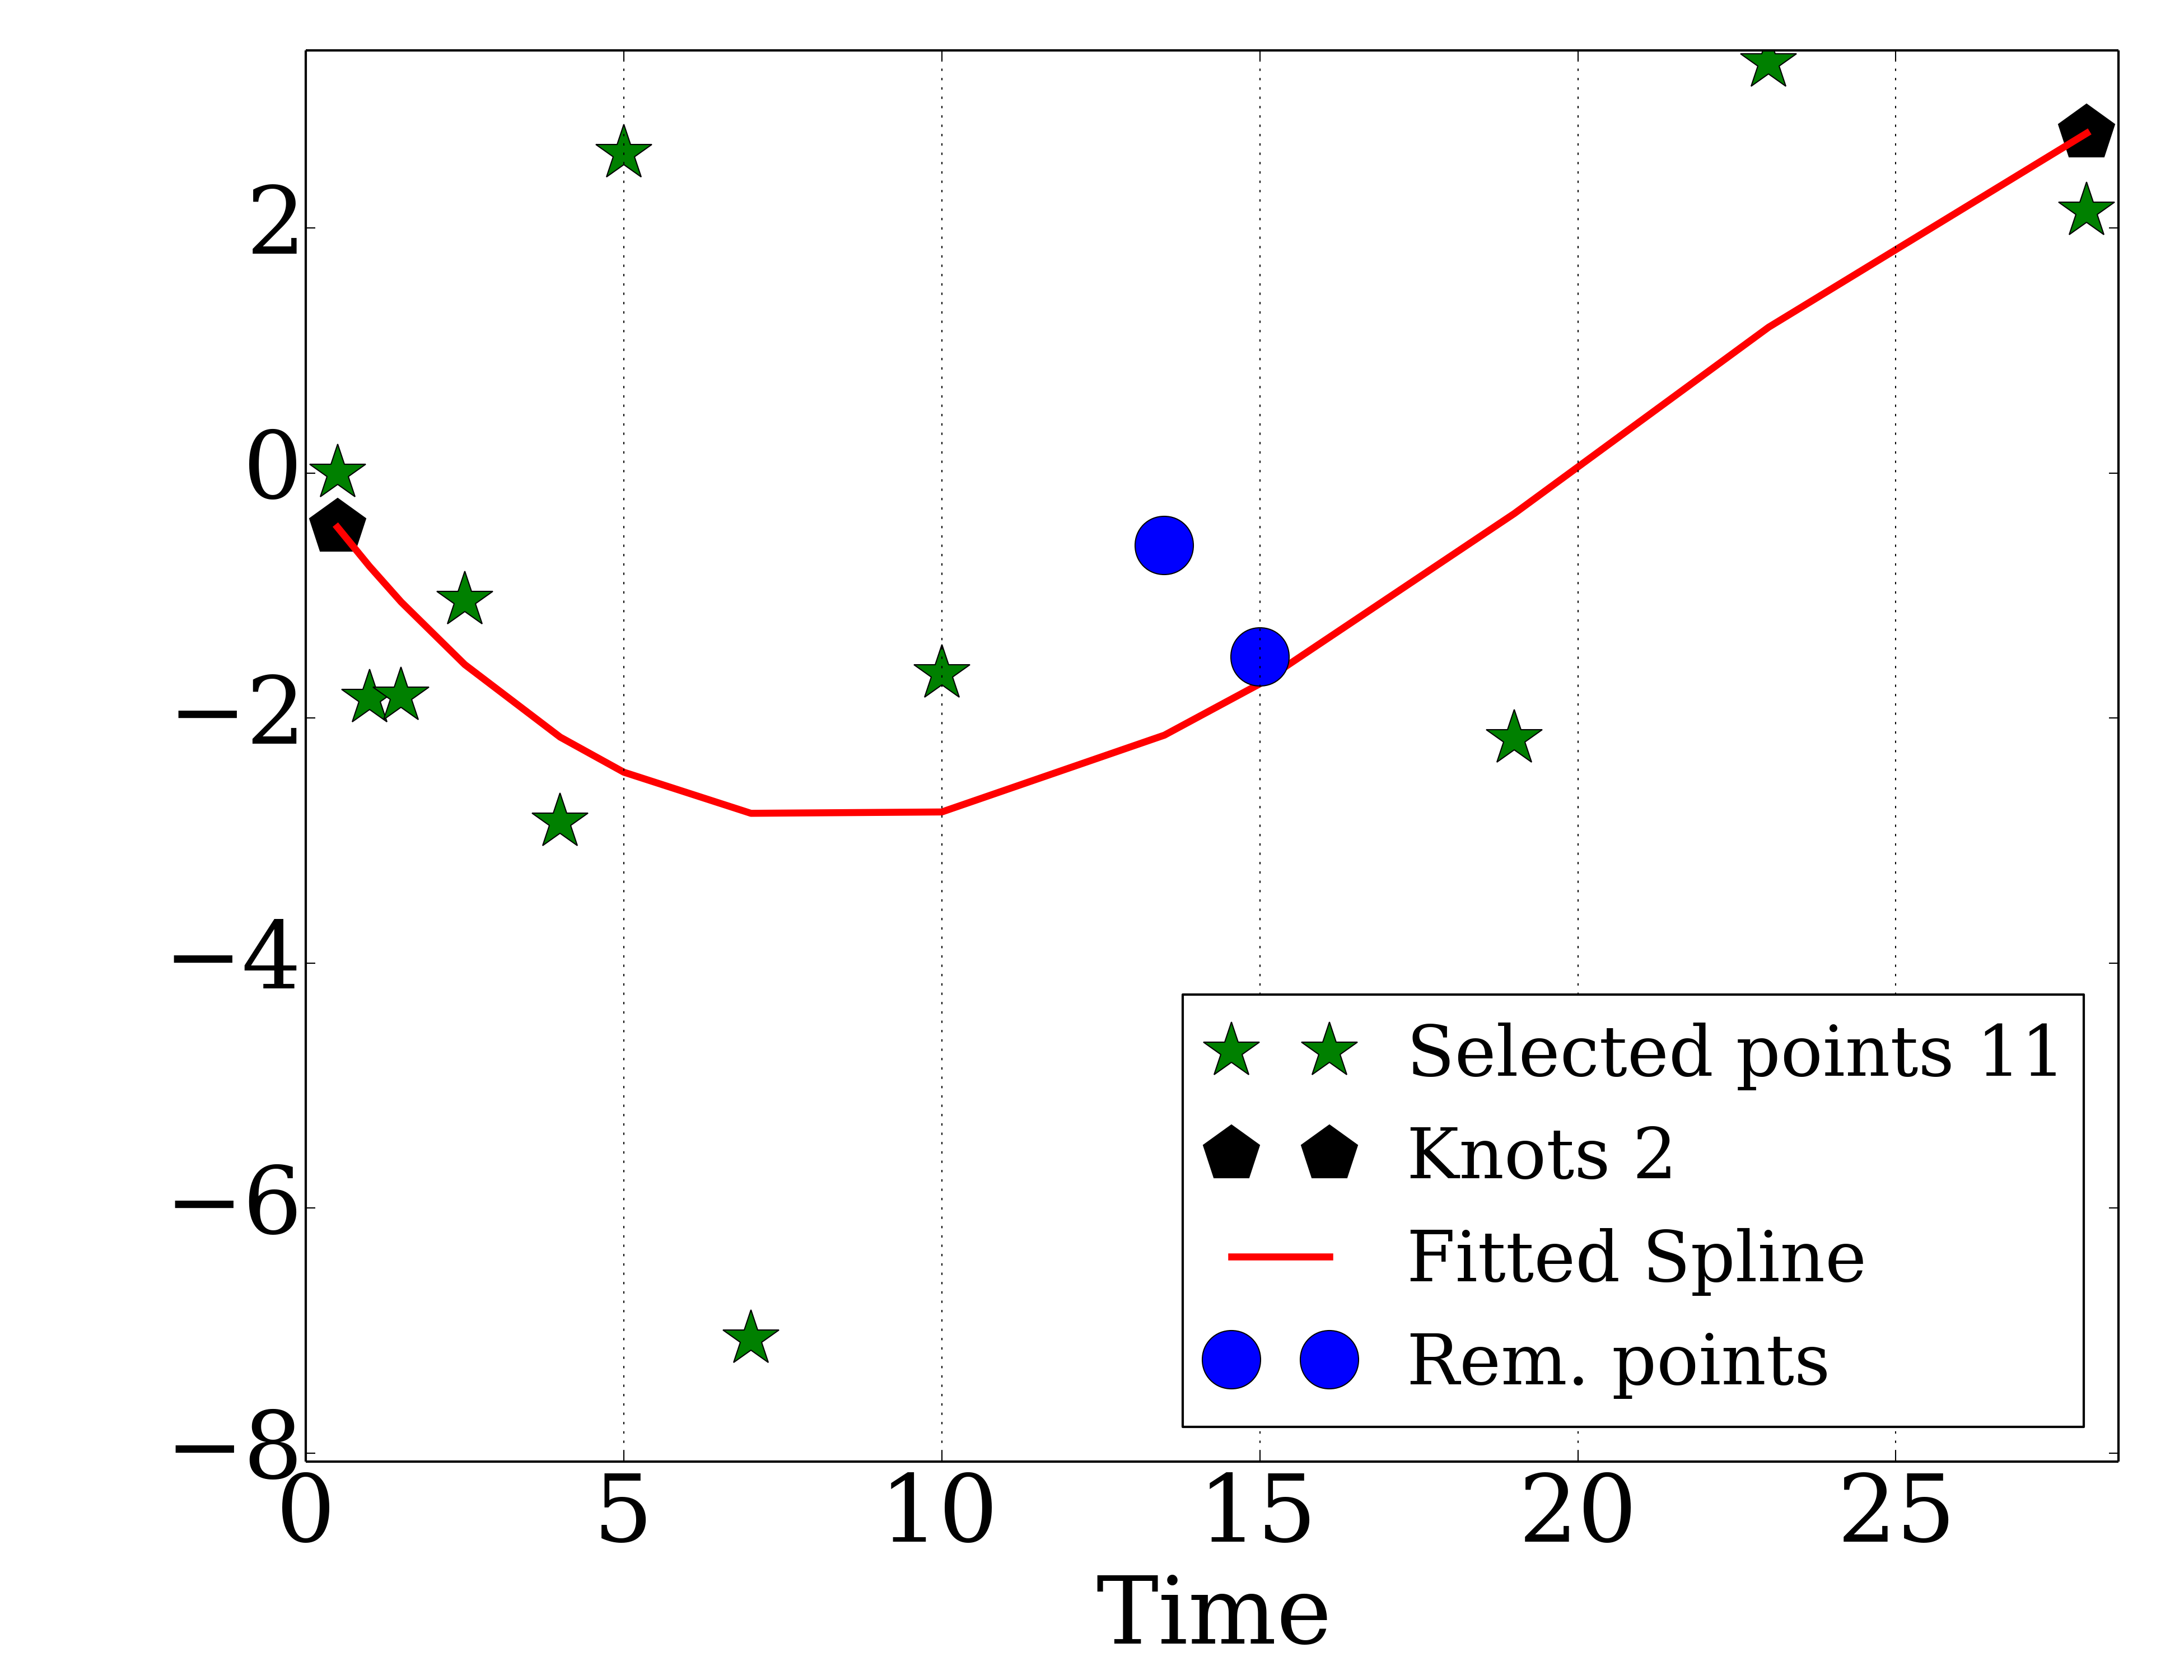 2
0
−2
−4
−6
−8
0 5 10 15 20 25
Time
Selected points 11
Knots 2
Fitted Spline
Rem. points